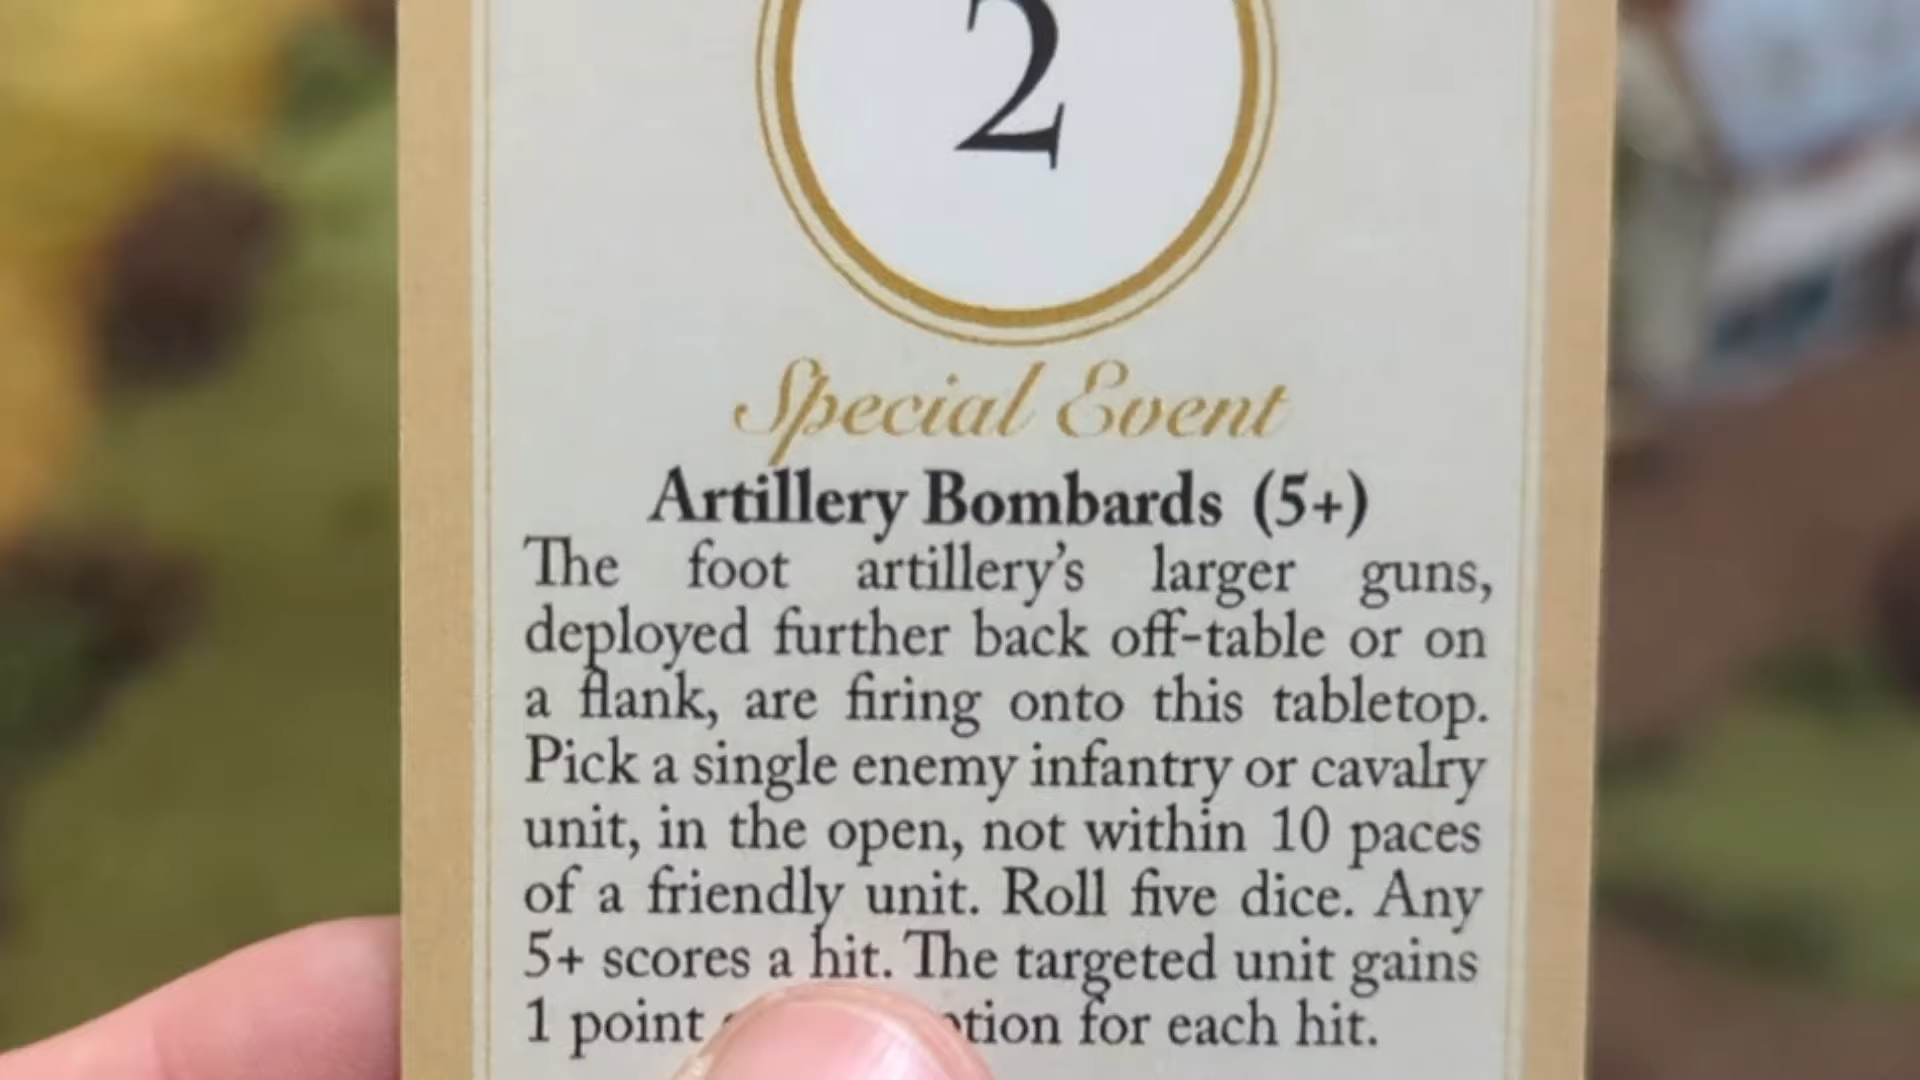 2
Special Event
Artillery Bombards (5+)
The foot artillery's larger guns,
deployed further back off-table or on
a flank, are firing onto this tabletop.
Pick a single enemy infantry or cavalry
unit, in the open, not within 10 paces
of a friendly unit. Roll five dice. Any
5+ scores a hit. The targeted unit gains
1 point for each hit.